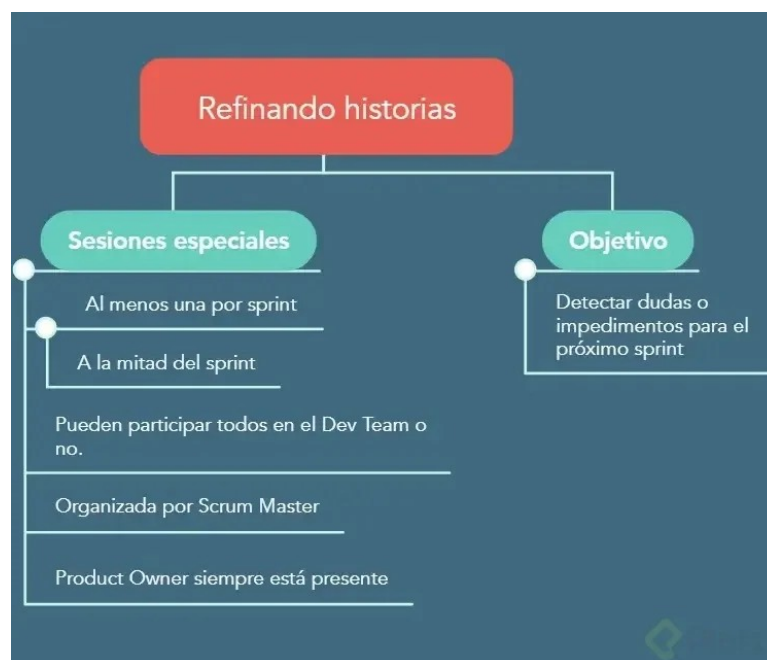 Refinando historias
Sesiones especiales
Al menos una por sprint
A la mitad del sprint
Pueden participar todos en el Dev Team o
no.
Organizada por Scrum Master
Product Owner siempre está presente
Objetivo
Detectar dudas o
impedimentos para el
próximo sprint